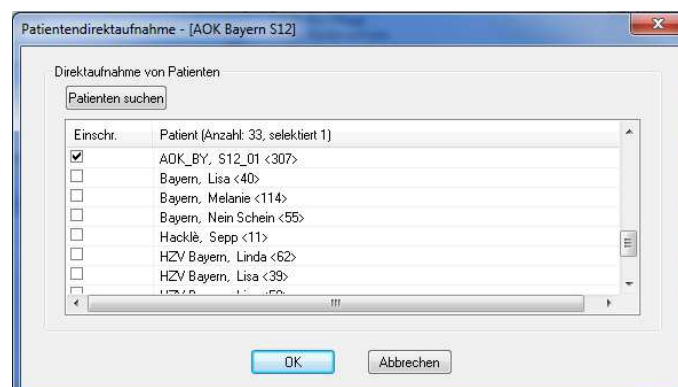 Patientendirektaufnahme - [AOK Bayern S12]
Direktaufnahme von Patienten
Patienten suchen
Einschr. Patient (Anzahl: 33, selektiert 1)
AOK_BY, S12_01 <307>
Bayern, Lisa <40>
Bayern, Melanie <114>
Bayern, Nein Schein <55>
Hacklè, Sepp <11>
HZV Bayern, Linda <62>
HZV Bayern, Lisa <39>
OK Abbrechen